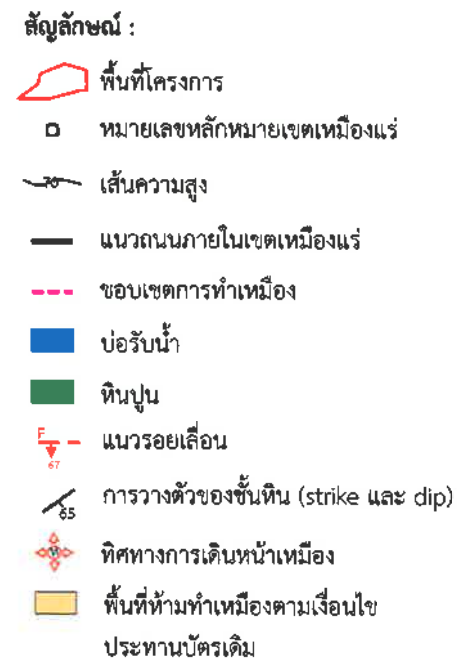 สัญลักษณ์ :
พื้นที่โครงการ
หมายเลขหลักหมายเขตเหมืองแร่
70 เส้นความสูง
แนวถนนภายในเขตเหมืองแร่
ขอบเขตการทำเหมือง
บ่อรับน้ำ
หินปูน
F 67 แนวรอยเลื่อน
65 การวางตัวของชั้นหิน (strike และ dip)
ทิศทางการเดินหน้าเหมือง
พื้นที่ห้ามทำเหมืองตามเงื่อนไข
ประทานบัตรเดิม